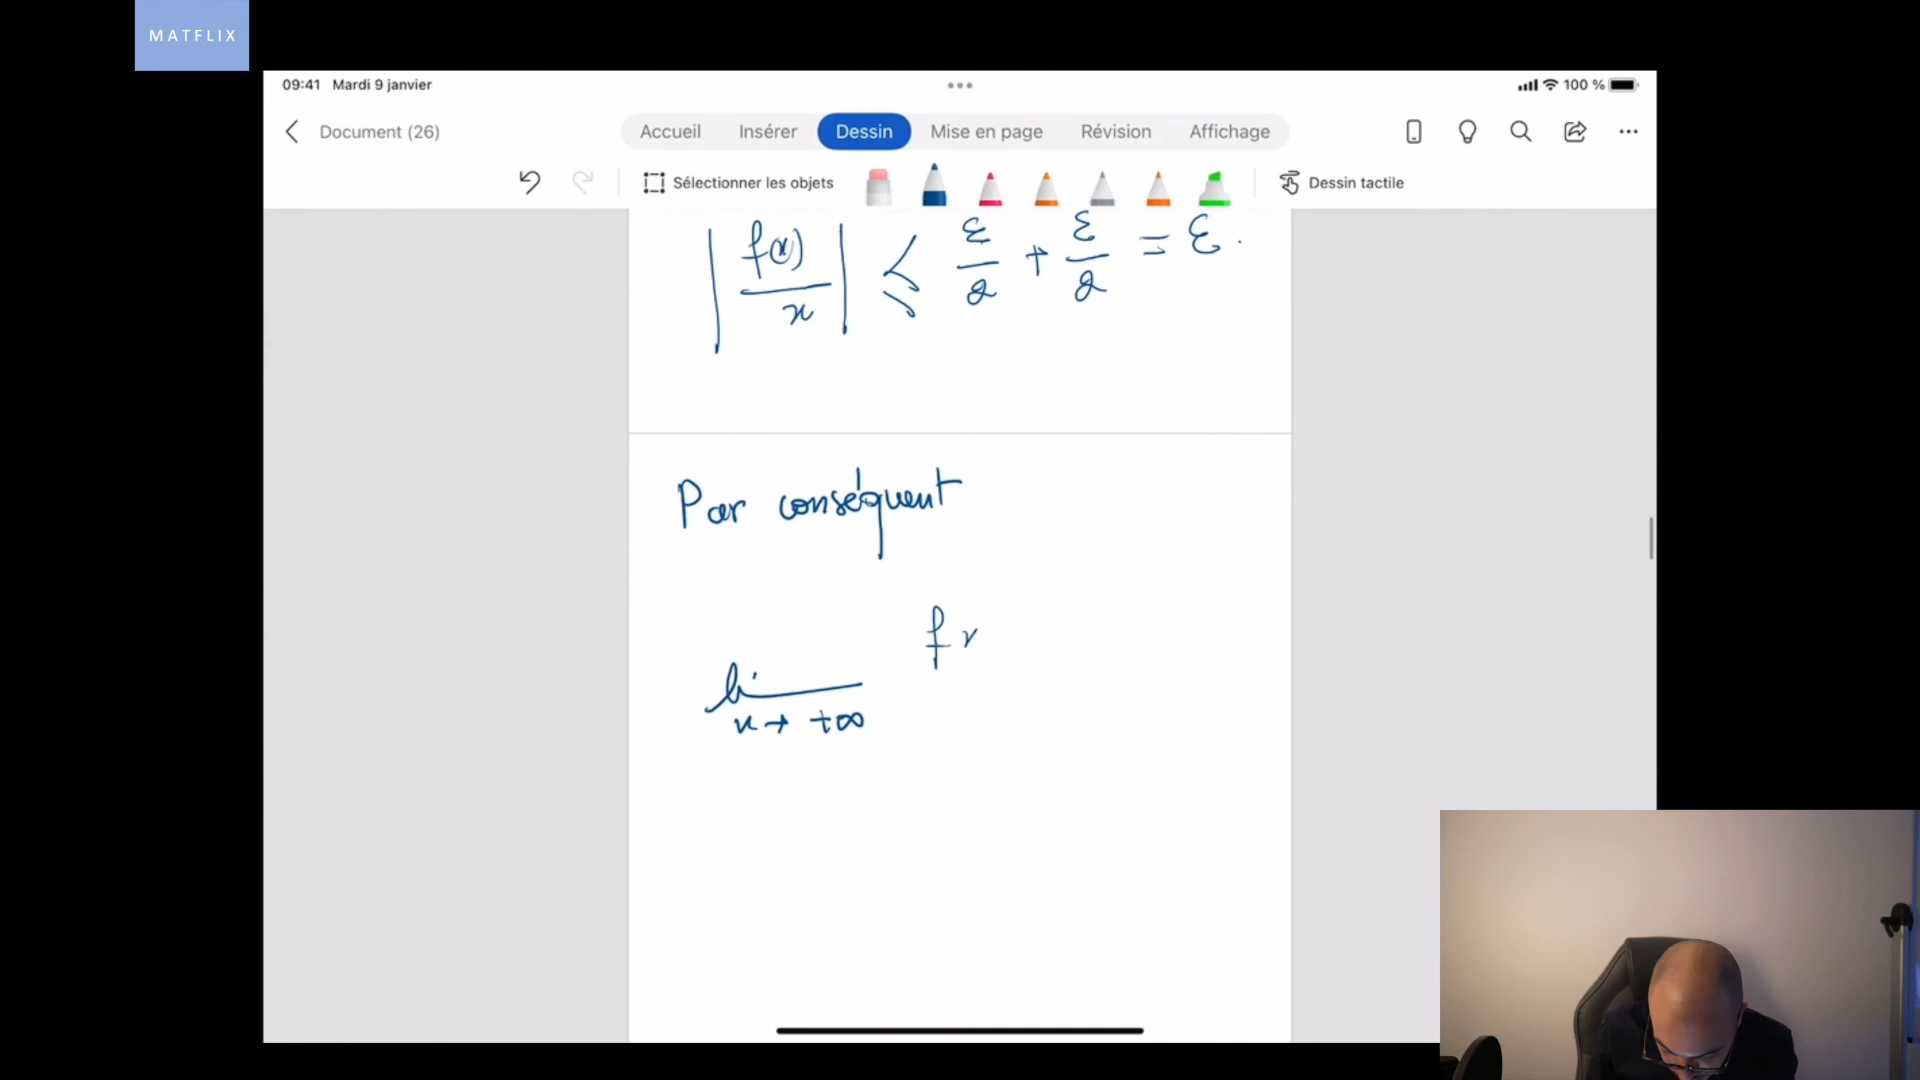 MATFLIX
09:41 Mardi 9 janvier
100 %
Document (26)
Accueil Insérer Dessin Mise en page Révision Affichage
Sélectionner les objets
Dessin tactile
|f(x)/x| ≤ ε/2 + ε/2 = ε.
Par conséquent
f
lim x→+∞